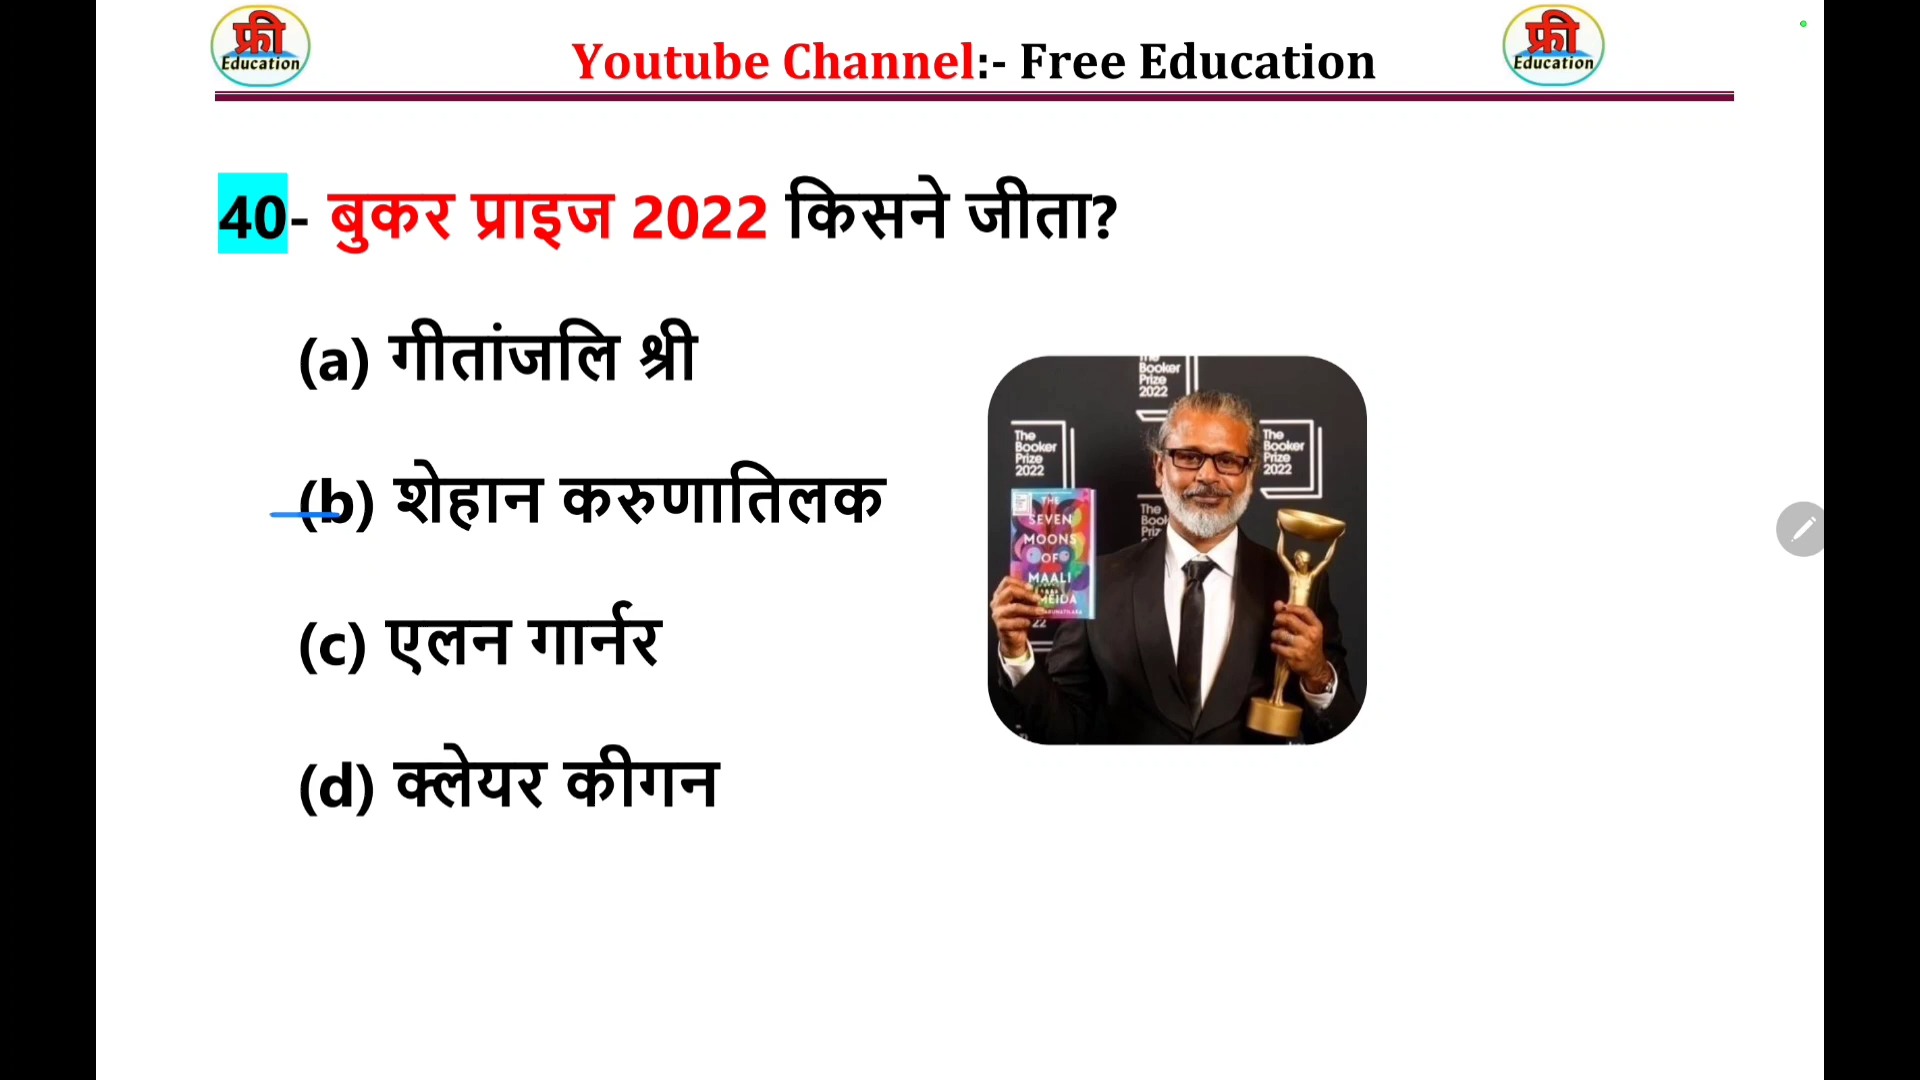 फ्री
Education
Youtube Channel:- Free Education
फ्री
Education
40- बुकर प्राइज 2022 किसने जीता?
(a) गीतांजलि श्री
(b) शेहान करुणातिलक
(c) एलन गार्नर
(d) क्लेयर कीगन
The
Booker
Prize
2022
The
Booker
Prize
2022
The
Booker
Prize
2022
The
THE
SEVEN
MOONS
OF
MAALI